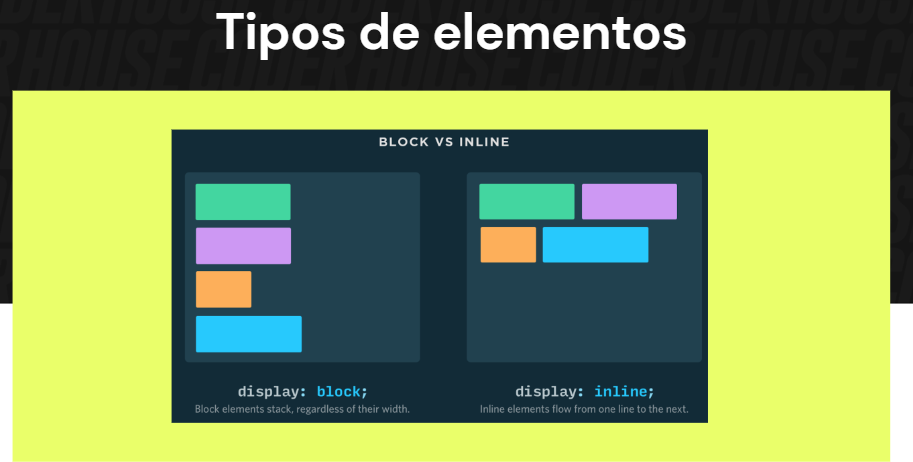 Tipos de elementos
BLOCK VS INLINE
display: block;
Block elements stack, regardless of their width.
display: inline;
Inline elements flow from one line to the next.